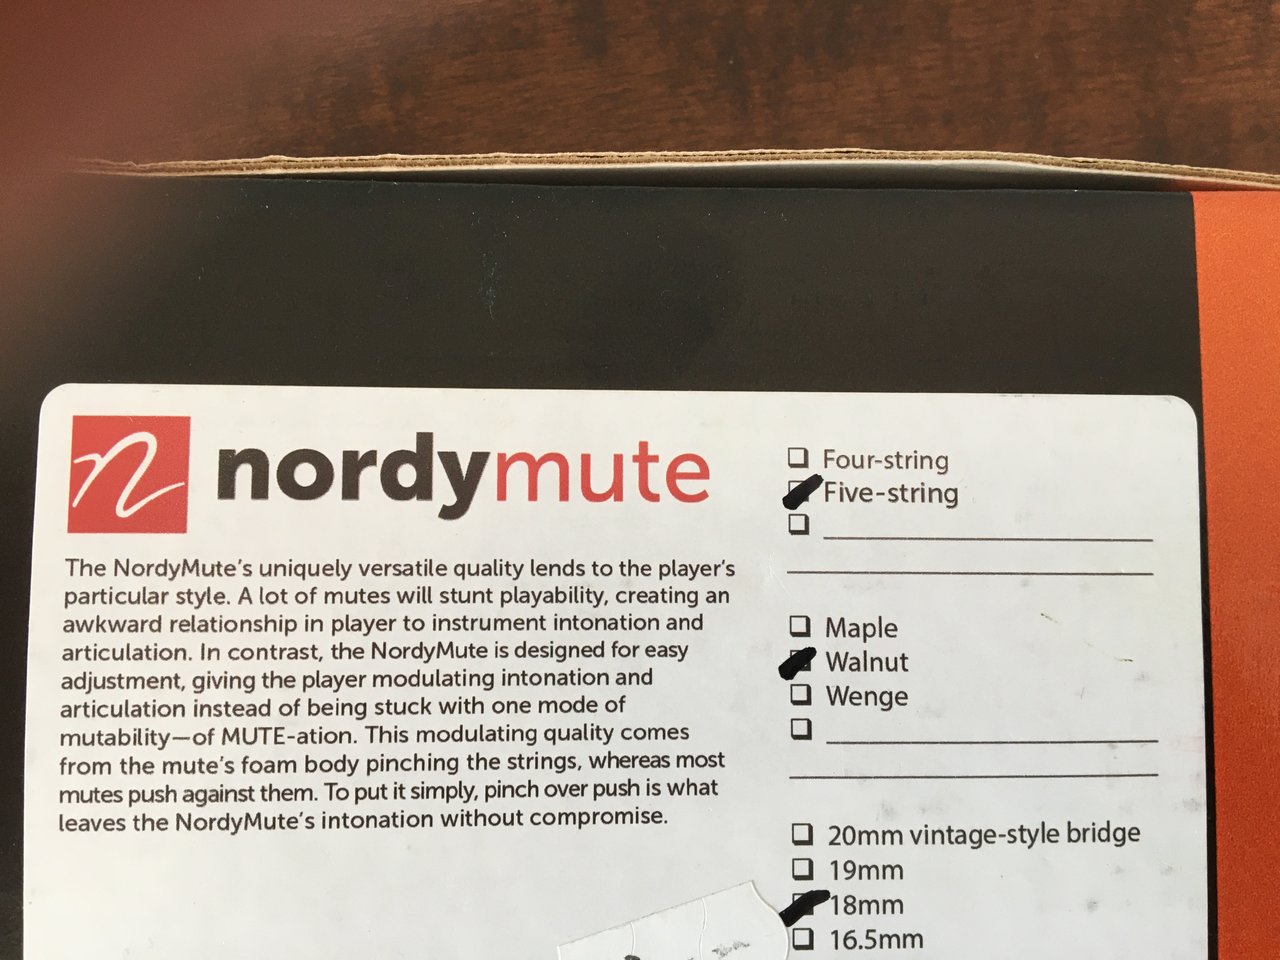 n nordymute
The NordyMute's uniquely versatile quality lends to the player's
particular style. A lot of mutes will stunt playability, creating an
awkward relationship in player to instrument intonation and
articulation. In contrast, the NordyMute is designed for easy
adjustment, giving the player modulating intonation and
articulation instead of being stuck with one mode of
mutability—of MUTE-ation. This modulating quality comes
from the mute's foam body pinching the strings, whereas most
mutes push against them. To put it simply, pinch over push is what
leaves the NordyMute's intonation without compromise.
Four-string
Five-string
Maple
Walnut
Wenge
20mm vintage-style bridge
19mm
18mm
16.5mm